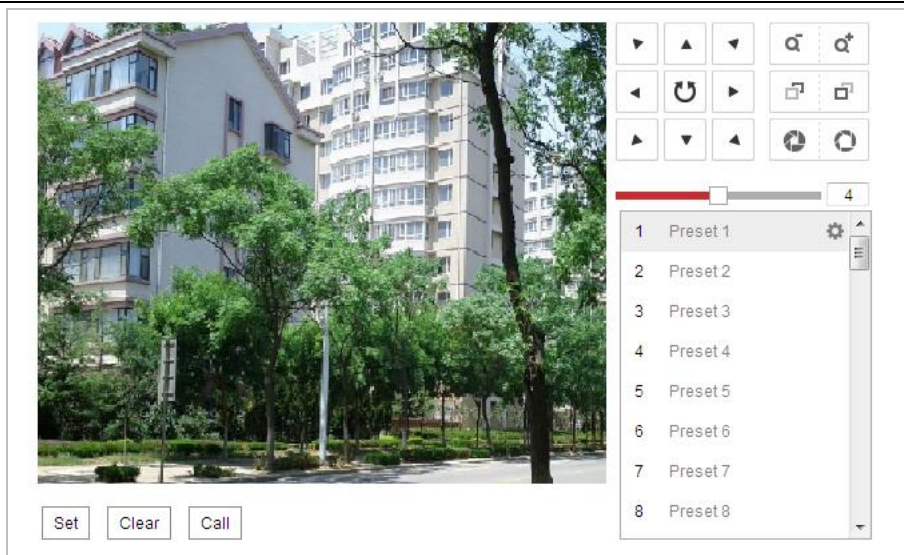 4
1 Preset 1
2 Preset 2
3 Preset 3
4 Preset 4
5 Preset 5
6 Preset 6
7 Preset 7
8 Preset 8
Set Clear Call